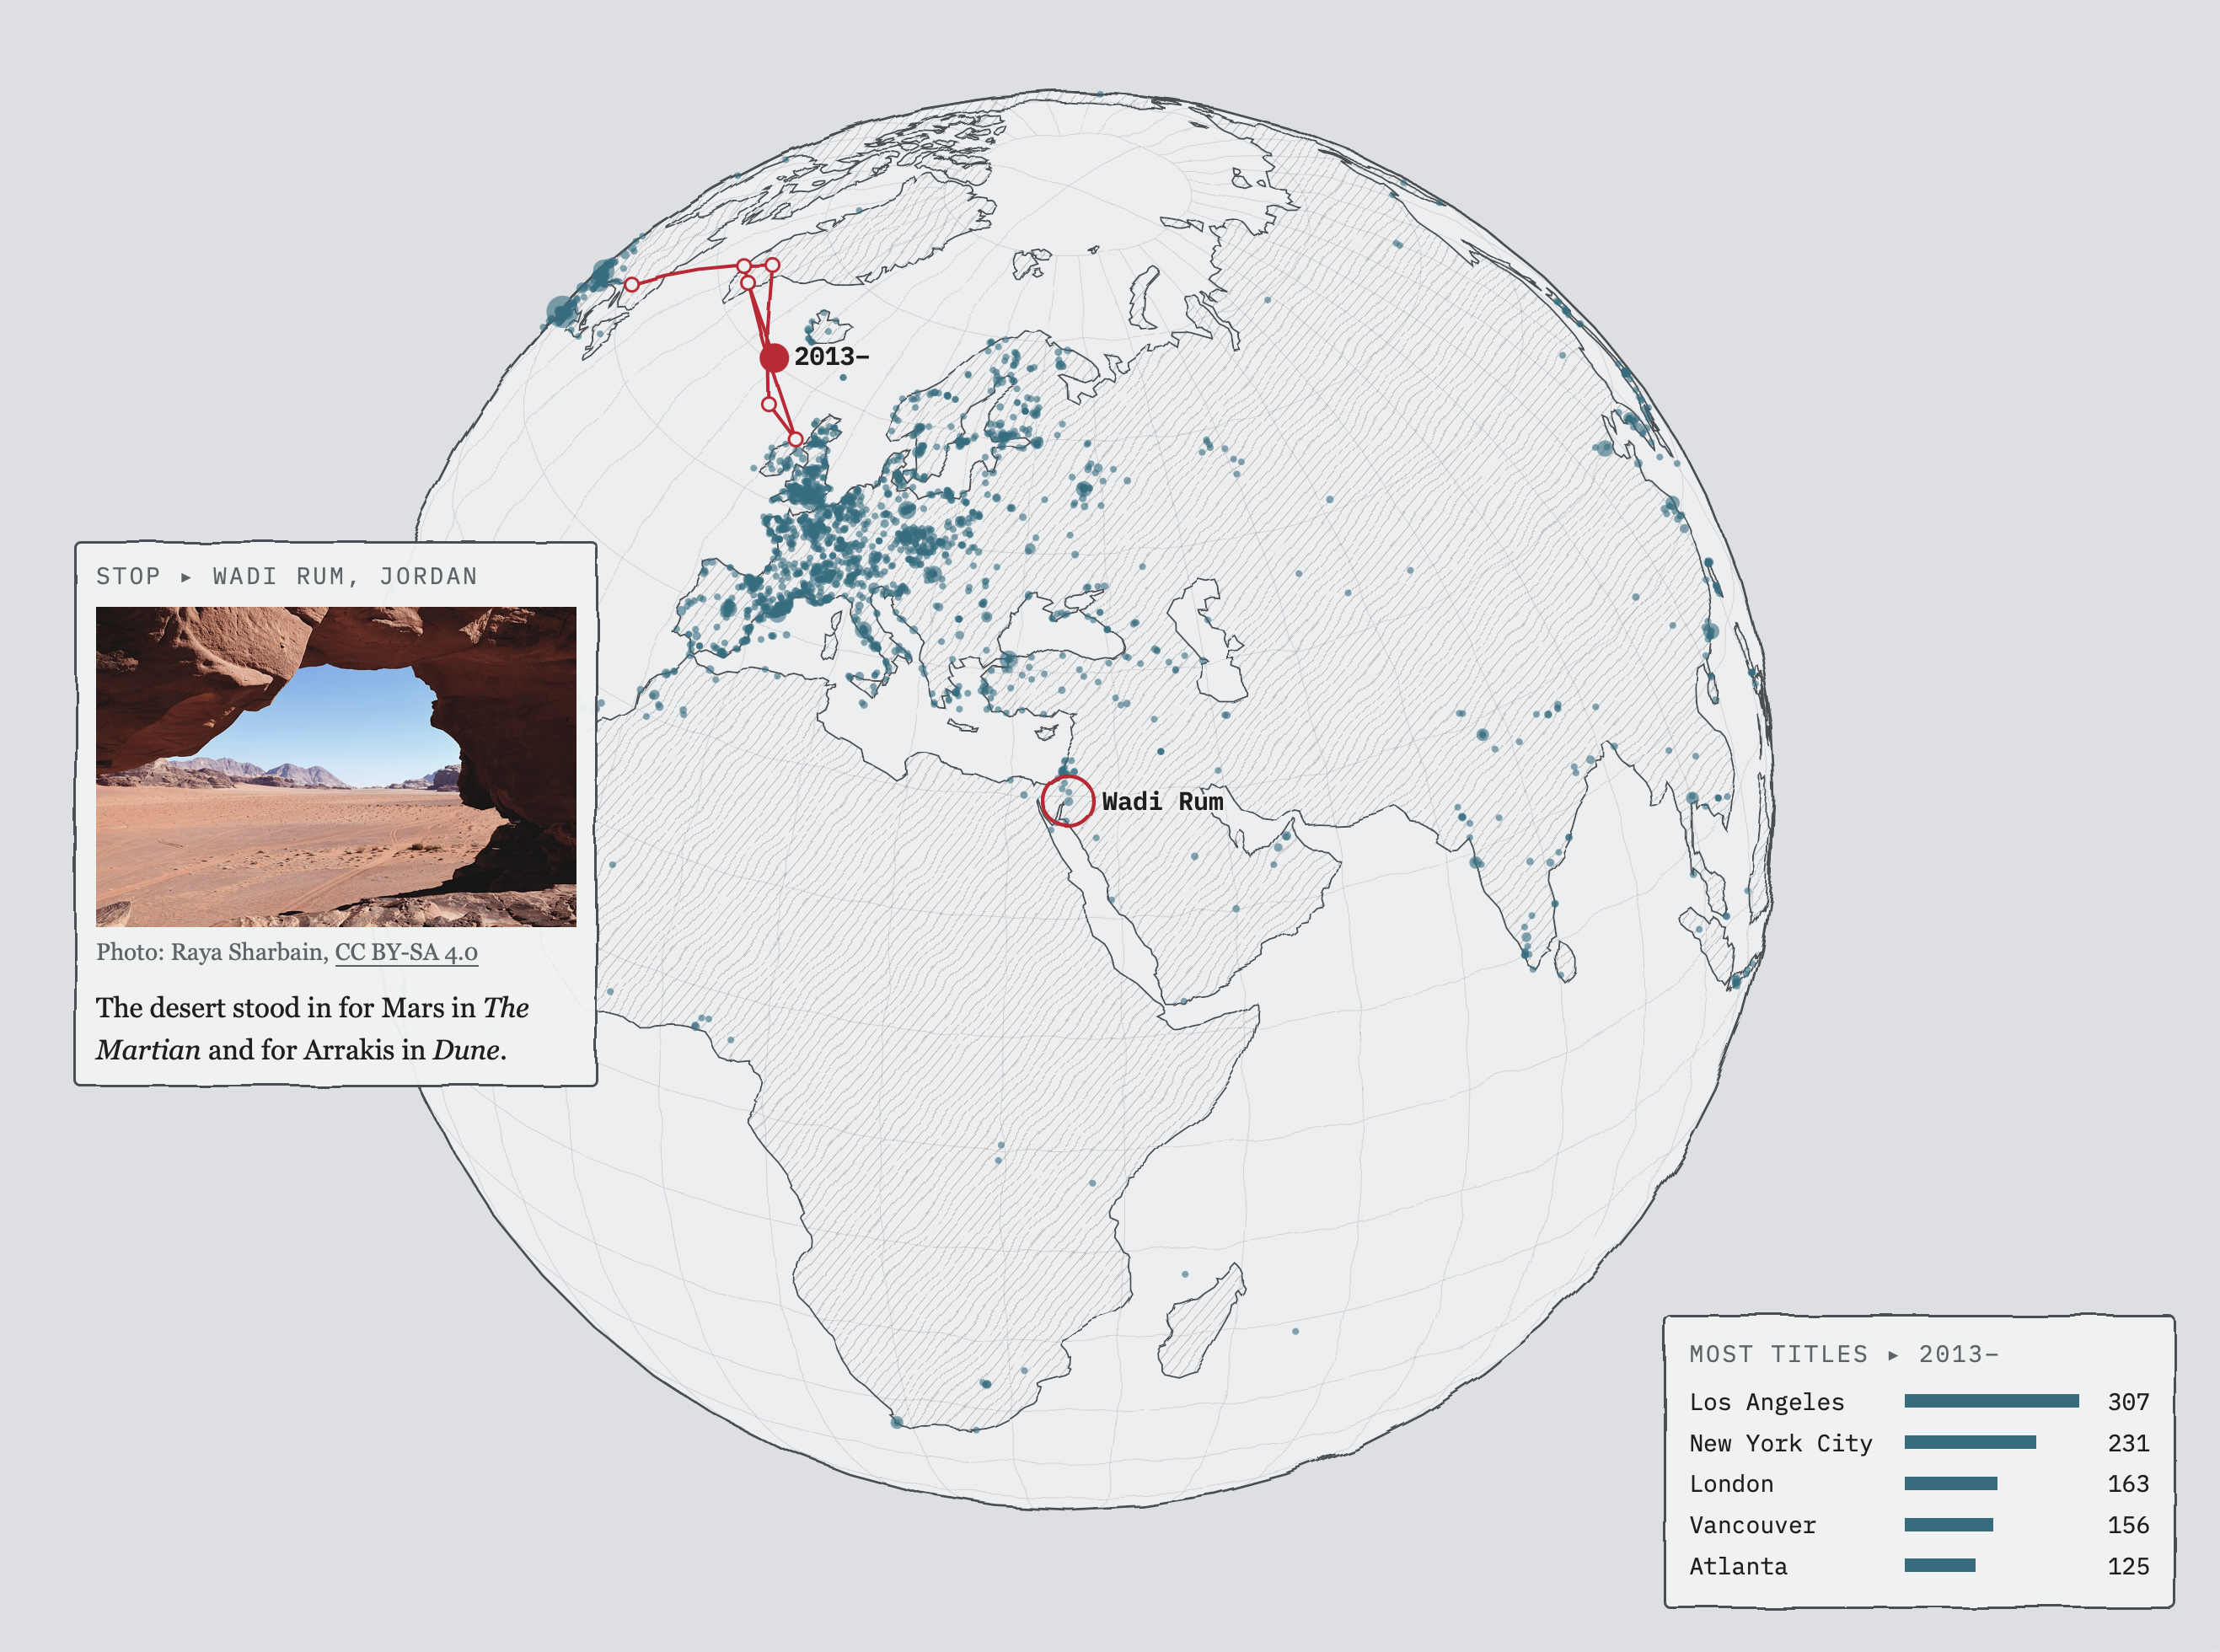 2013–
STOP ▸ WADI RUM, JORDAN
Photo: Raya Sharbain, CC BY-SA 4.0
The desert stood in for Mars in The
Martian and for Arrakis in Dune.
Wadi Rum
MOST TITLES ▸ 2013–
Los Angeles 307
New York City 231
London 163
Vancouver 156
Atlanta 125